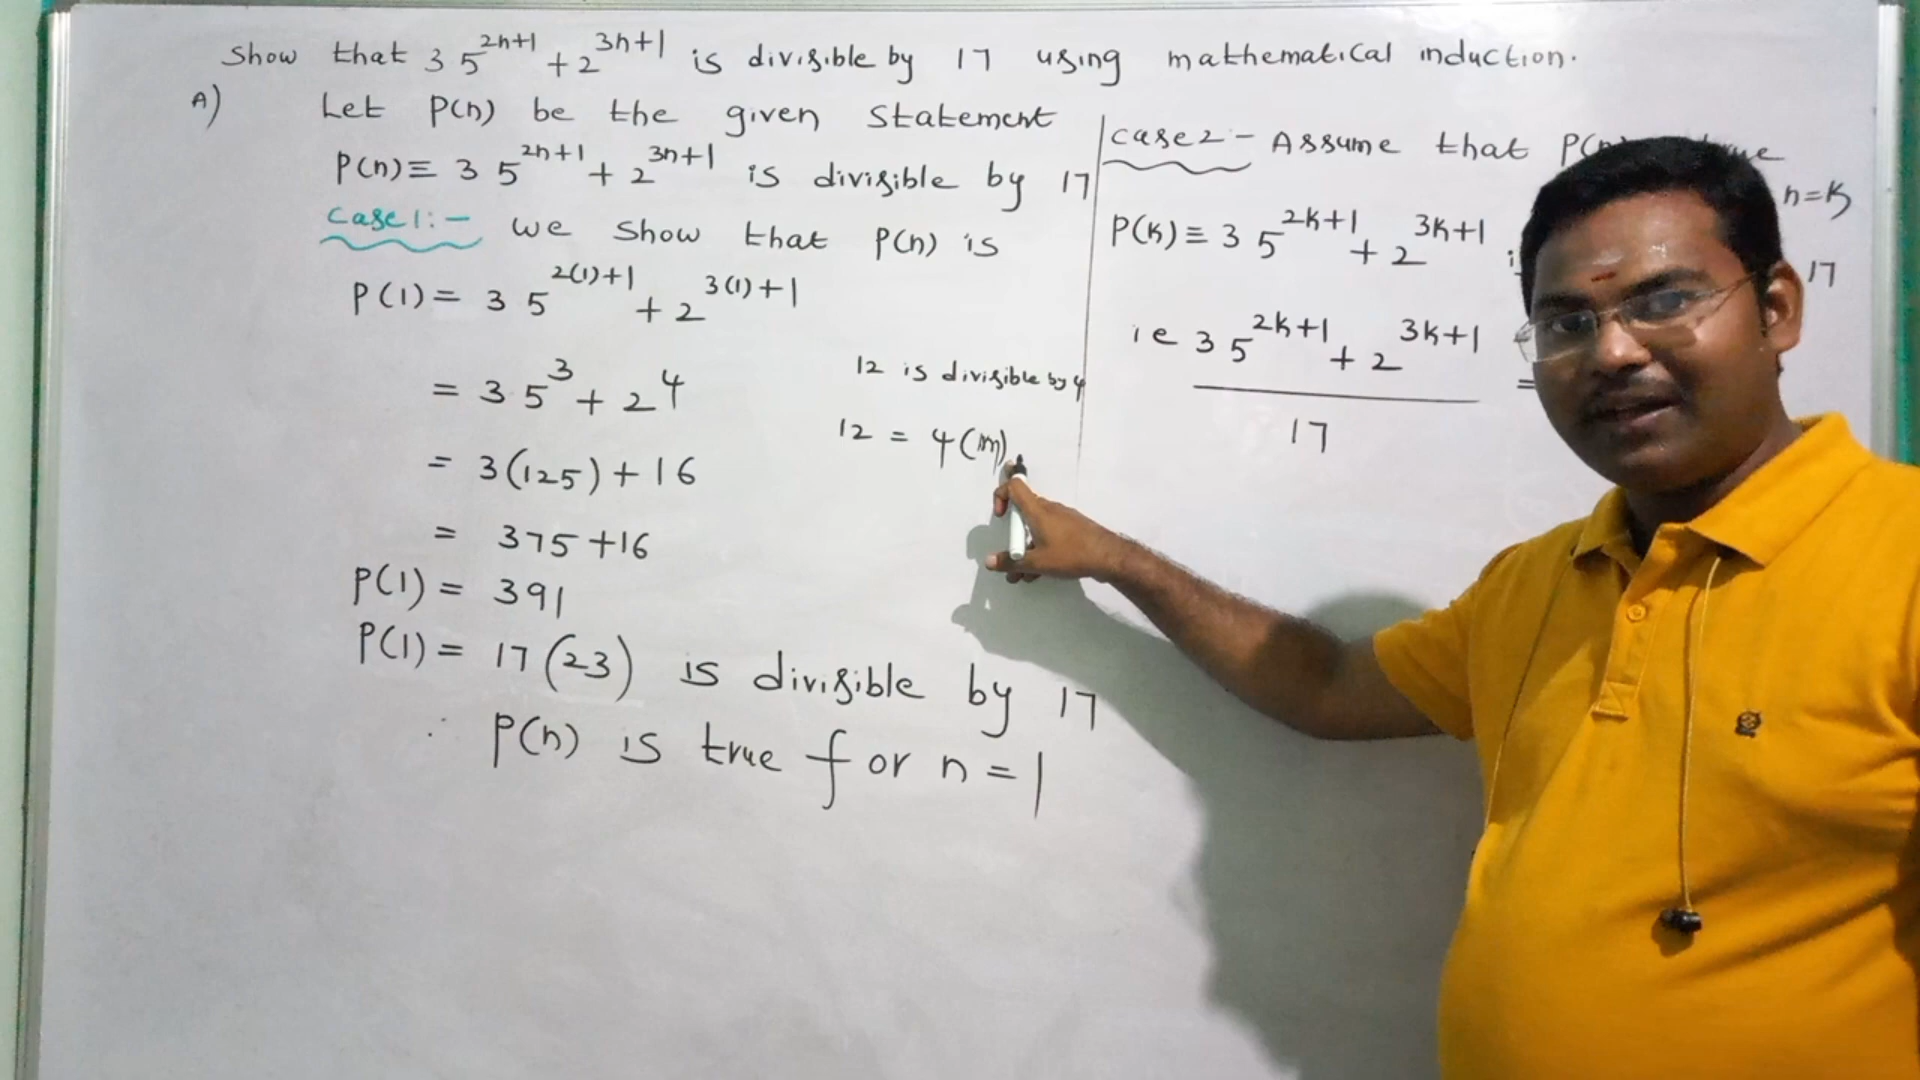 Show that 3 5^{2n+1} + 2^{3n+1} is divisible by 17 using mathematical induction.
A) Let P(n) be the given statement
P(n) ≡ 3 5^{2n+1} + 2^{3n+1} is divisible by 17
Case1:- we show that P(n) is
P(1) = 3 5^{2(1)+1} + 2^{3(1)+1}
= 3 5^3 + 2^4
= 3(125) + 16
= 375 + 16
P(1) = 391
P(1) = 17(23) is divisible by 17
∴ P(n) is true for n = 1
12 is divisible by 4
12 = 4(m)
Case2:- Assume that
n=k
P(k) ≡ 3 5^{2k+1} + 2^{3k+1} 17
ie 3 5^{2k+1} + 2^{3k+1} =
17